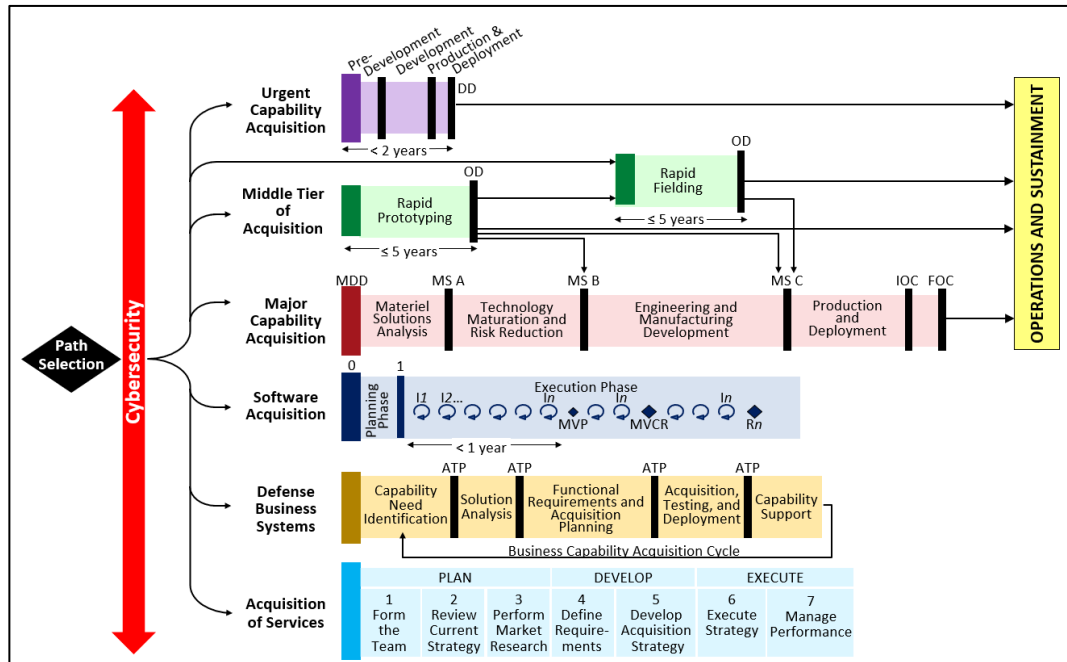 Pre-
Development
Development
Production &
Deployment
Urgent
Capability
Acquisition
DD
< 2 years
Middle Tier
of
Acquisition
Rapid
Prototyping
OD
≤ 5 years
Rapid
Fielding
OD
≤ 5 years
OPERATIONS AND SUSTAINMENT
Path
Selection
Cybersecurity
Major
Capability
Acquisition
MDD
MS A
MS B
MS C
IOC
FOC
Materiel
Solutions
Analysis
Technology
Maturation and
Risk Reduction
Engineering and
Manufacturing
Development
Production
and
Deployment
Software
Acquisition
0
1
Planning
Phase
Execution Phase
I1
I2...
In
In
In
MVP
MVCR
Rn
< 1 year
Defense
Business
Systems
ATP
ATP
ATP
ATP
Capability
Need
Identification
Solution
Analysis
Functional
Requirements and
Acquisition
Planning
Acquisition,
Testing, and
Deployment
Capability
Support
Business Capability Acquisition Cycle
Acquisition
of Services
PLAN
DEVELOP
EXECUTE
1
Form
the
Team
2
Review
Current
Strategy
3
Perform
Market
Research
4
Define
Require-
ments
5
Develop
Acquisition
Strategy
6
Execute
Strategy
7
Manage
Performance